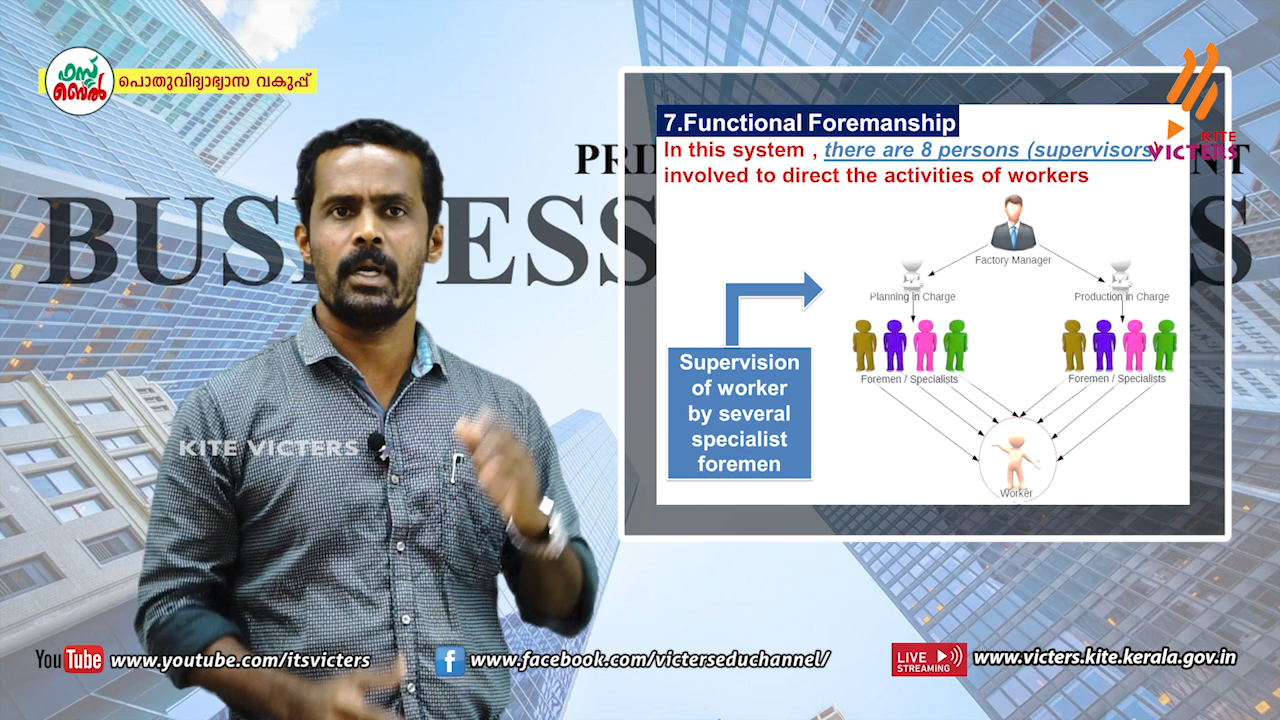 ഫസ്റ്റ്
ബെൽ
പൊതുവിദ്യാഭ്യാസ വകുപ്പ്
BUS
ESS
S
KITE VICTERS
7.Functional Foremanship
In this system , there are 8 persons (supervisors)
involved to direct the activities of workers
Factory Manager
Planning in Charge
Production in Charge
Foremen / Specialists
Foremen / Specialists
Worker
Supervision
of worker
by several
specialist
foremen
KITE
VICTERS
YouTube www.youtube.com/itsvicters
f www.facebook.com/victerseduchannel/
LIVE
STREAMING
www.victers.kite.kerala.gov.in